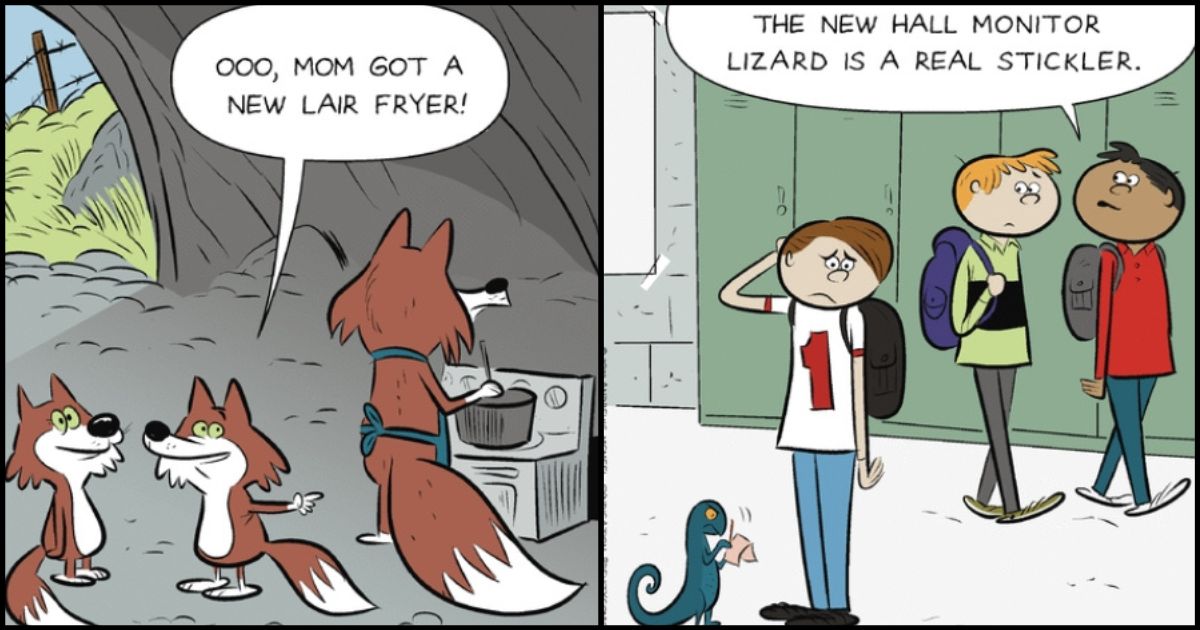 OOO, MOM GOT A
NEW LAIR FRYER!
THE NEW HALL MONITOR
LIZARD IS A REAL STICKLER.
1